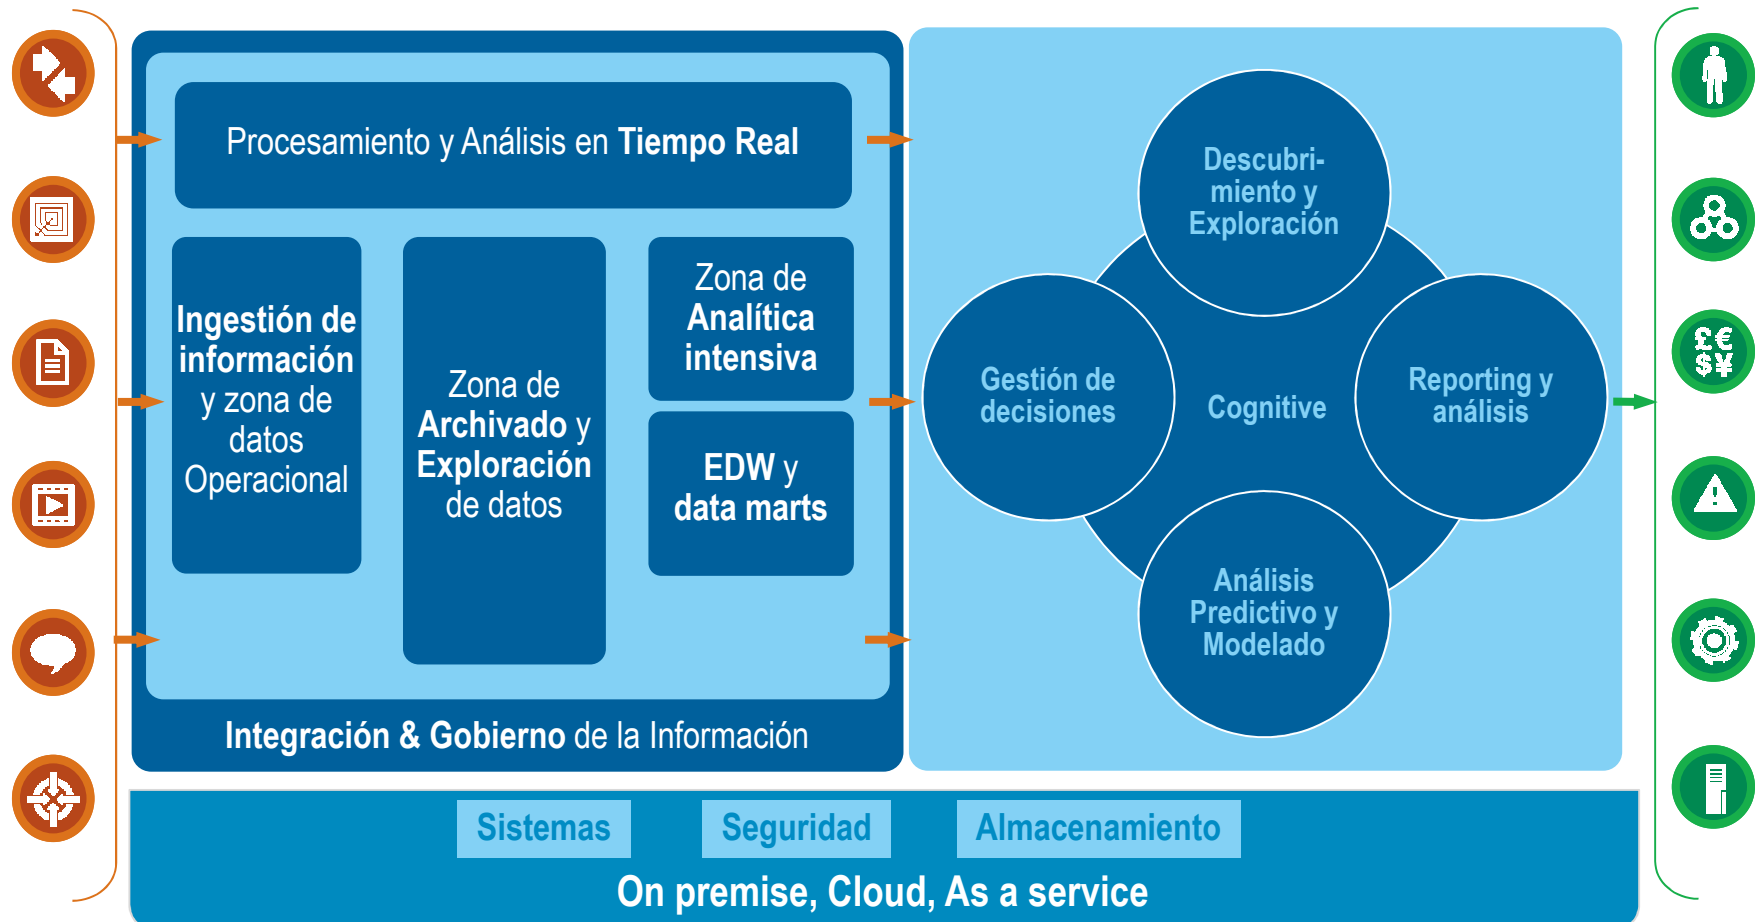 Procesamiento y Análisis en Tiempo Real
Ingestión de
información
y zona de
datos
Operacional
Zona de
Archivado y
Exploración
de datos
Zona de
Analítica
intensiva
EDW y
data marts
Integración & Gobierno de la Información
Descubri-
miento y
Exploración
Gestión de
decisiones
Cognitive
Reporting y
análisis
Análisis
Predictivo y
Modelado
£€
$¥
!
Sistemas
Seguridad
Almacenamiento
On premise, Cloud, As a service